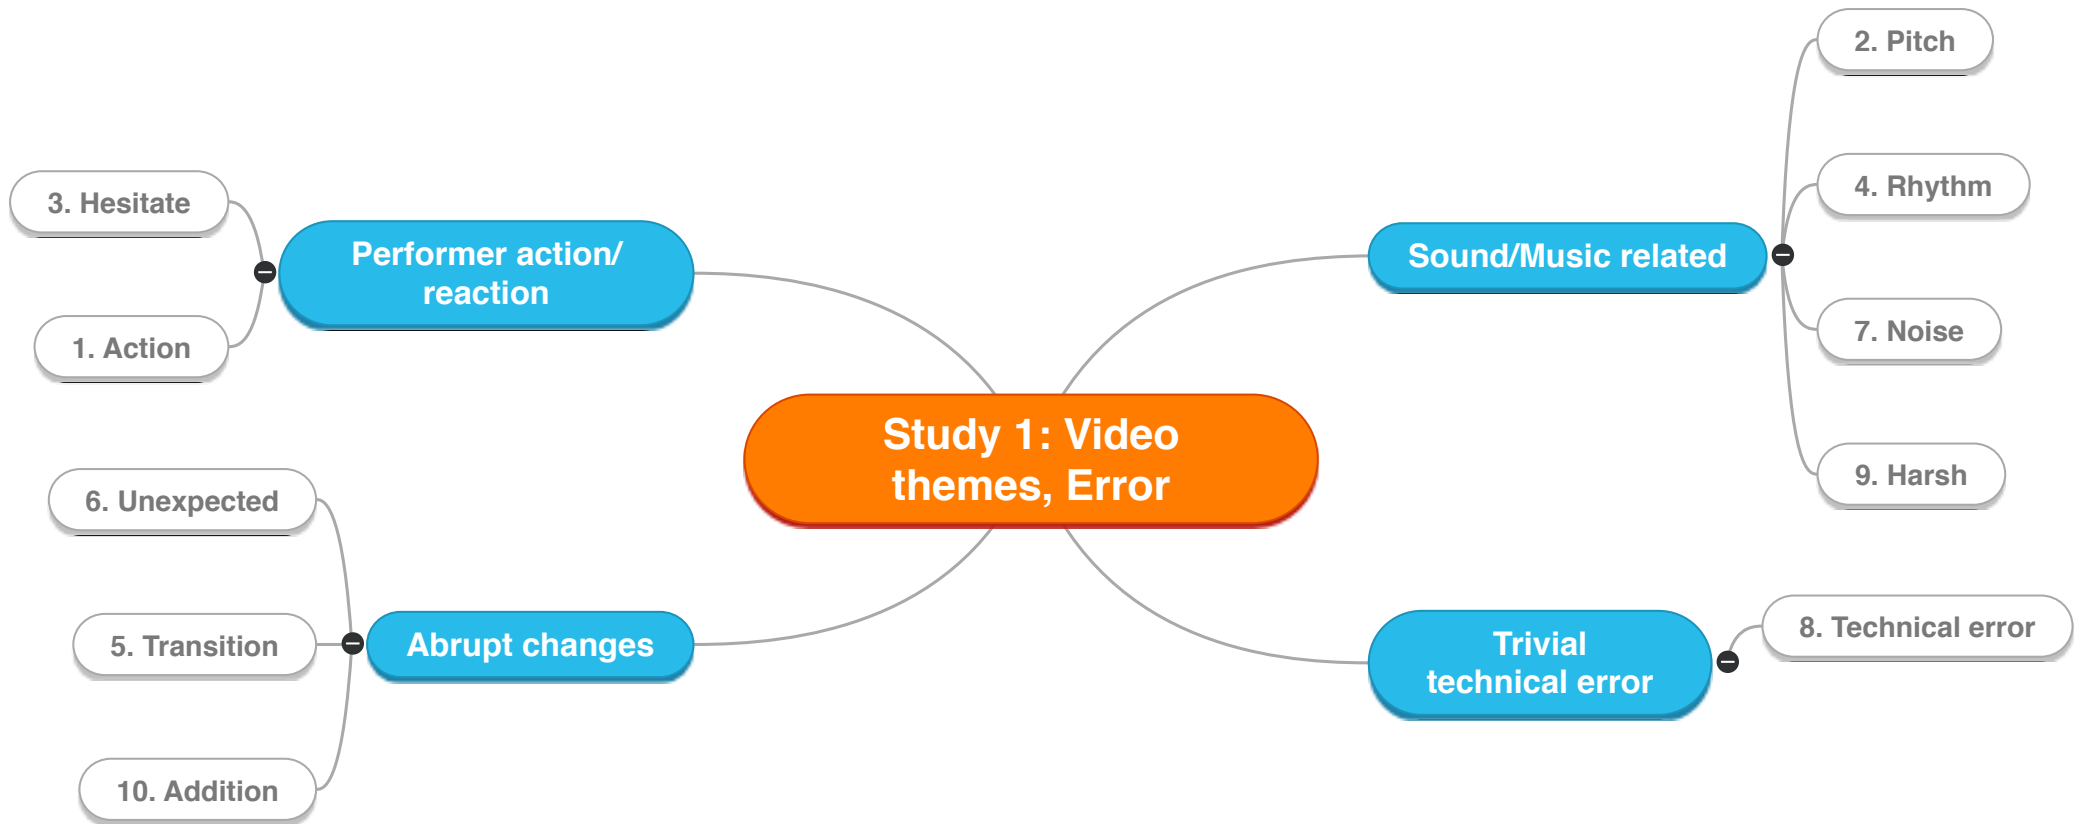 2. Pitch
4. Rhythm
3. Hesitate
Performer action/
reaction
Sound/Music related
7. Noise
1. Action
Study 1: Video
themes, Error
9. Harsh
6. Unexpected
5. Transition
Abrupt changes
Trivial
technical error
8. Technical error
10. Addition